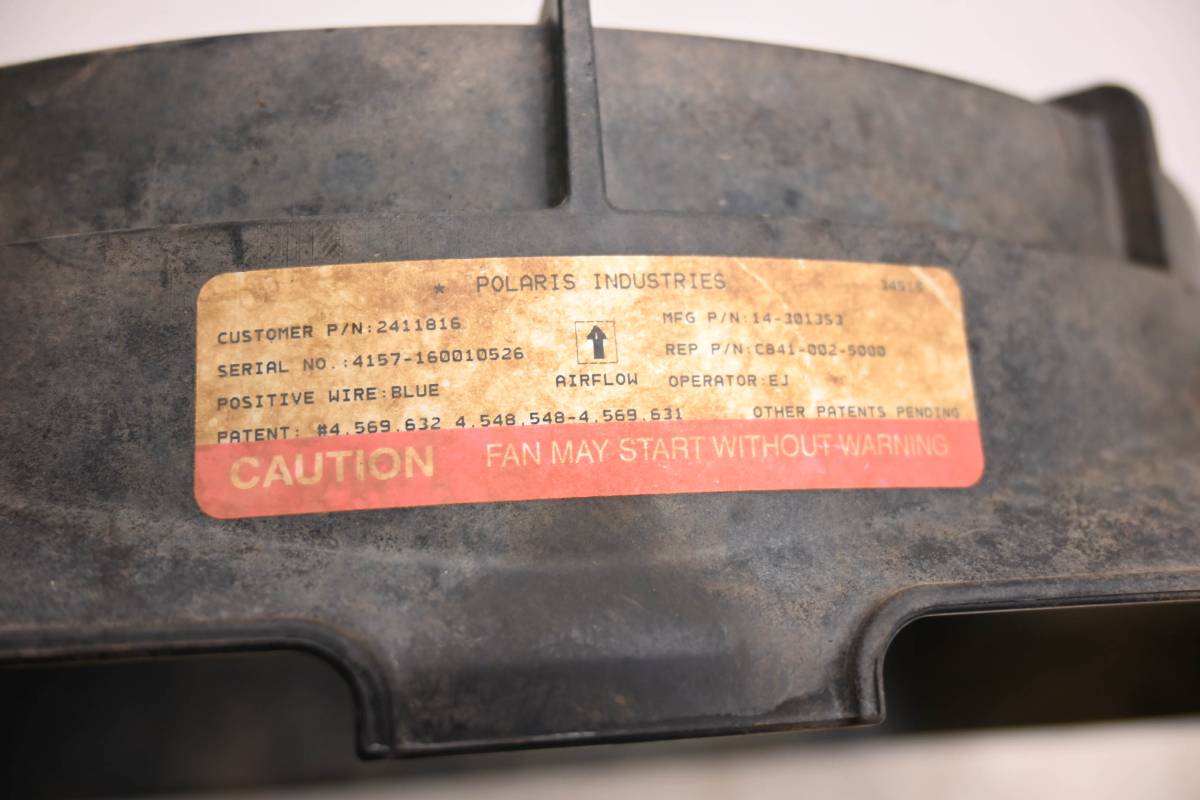 * POLARIS INDUSTRIES
CUSTOMER P/N:2411816
MFG P/N:14-301353
SERIAL NO.:4157-160010526
REP P/N:CB41-002-5000
POSITIVE WIRE:BLUE
AIRFLOW
OPERATOR:EJ
PATENT: #4,569,632 4,548,548-4,569,631
OTHER PATENTS PENDING
CAUTION FAN MAY START WITHOUT WARNING